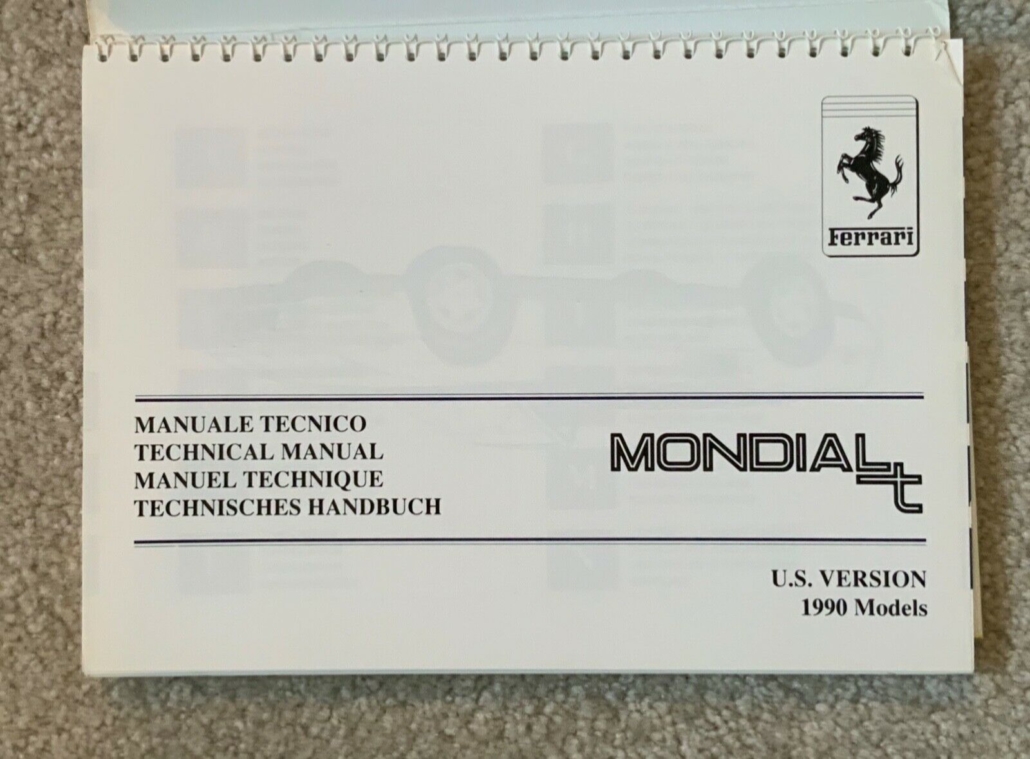 Ferrari
MANUALE TECNICO
TECHNICAL MANUAL
MANUEL TECHNIQUE
TECHNISCHES HANDBUCH
MONDIAL t
U.S. VERSION
1990 Models